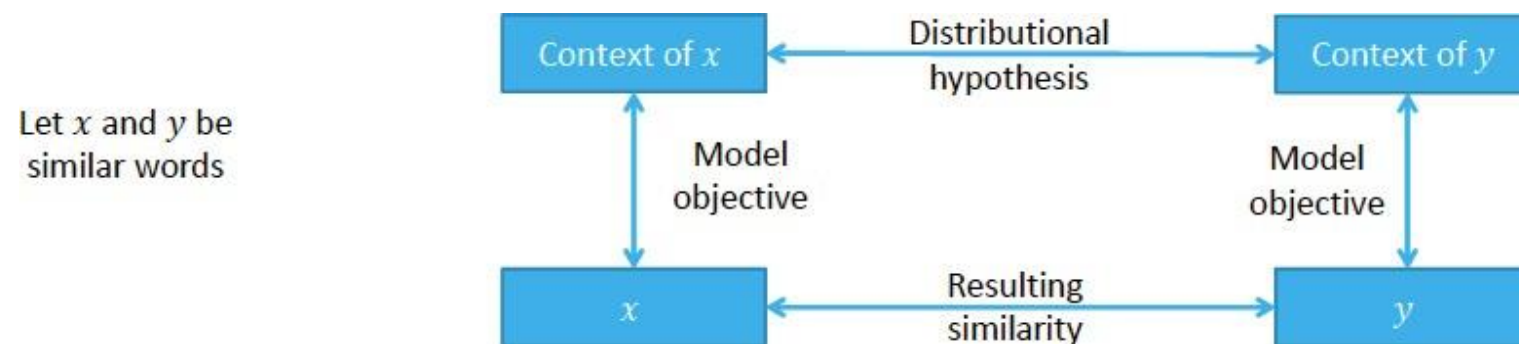 Let x and y be
similar words
Context of x
Distributional
hypothesis
Context of y
Model
objective
Model
objective
x
Resulting
similarity
y